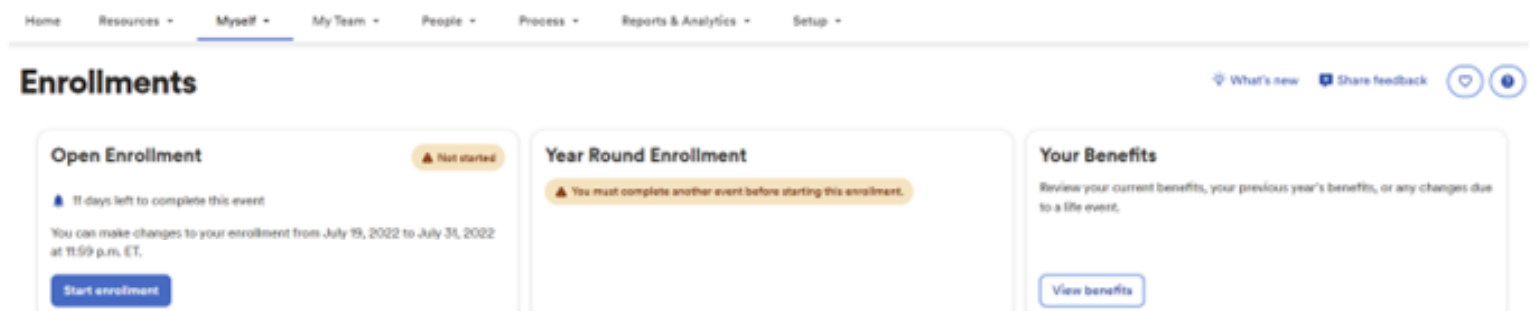 Home Resources Myself My Team People Process Reports & Analytics Setup
Enrollments
What's new Share feedback
Open Enrollment
Not started
11 days left to complete this event
You can make changes to your enrollment from July 19, 2022 to July 31, 2022
at 11:59 p.m. ET.
Start enrollment
Year Round Enrollment
You must complete another event before starting this enrollment.
Your Benefits
Review your current benefits, your previous year's benefits, or any changes due
to a life event.
View benefits